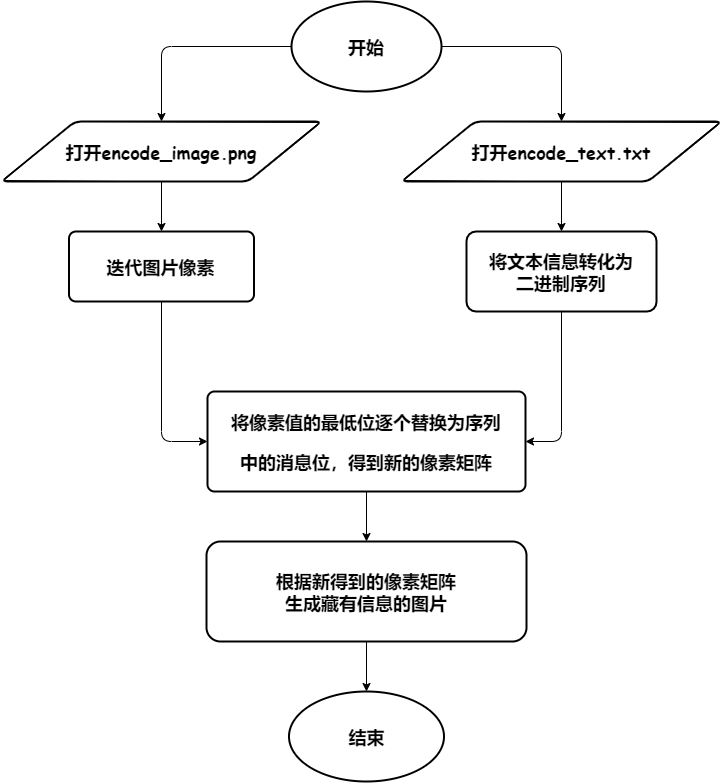 开始
打开encode_image.png
打开encode_text.txt
迭代图片像素
将文本信息转化为
二进制序列
将像素值的最低位逐个替换为序列
中的消息位，得到新的像素矩阵
根据新得到的像素矩阵
生成藏有信息的图片
结束